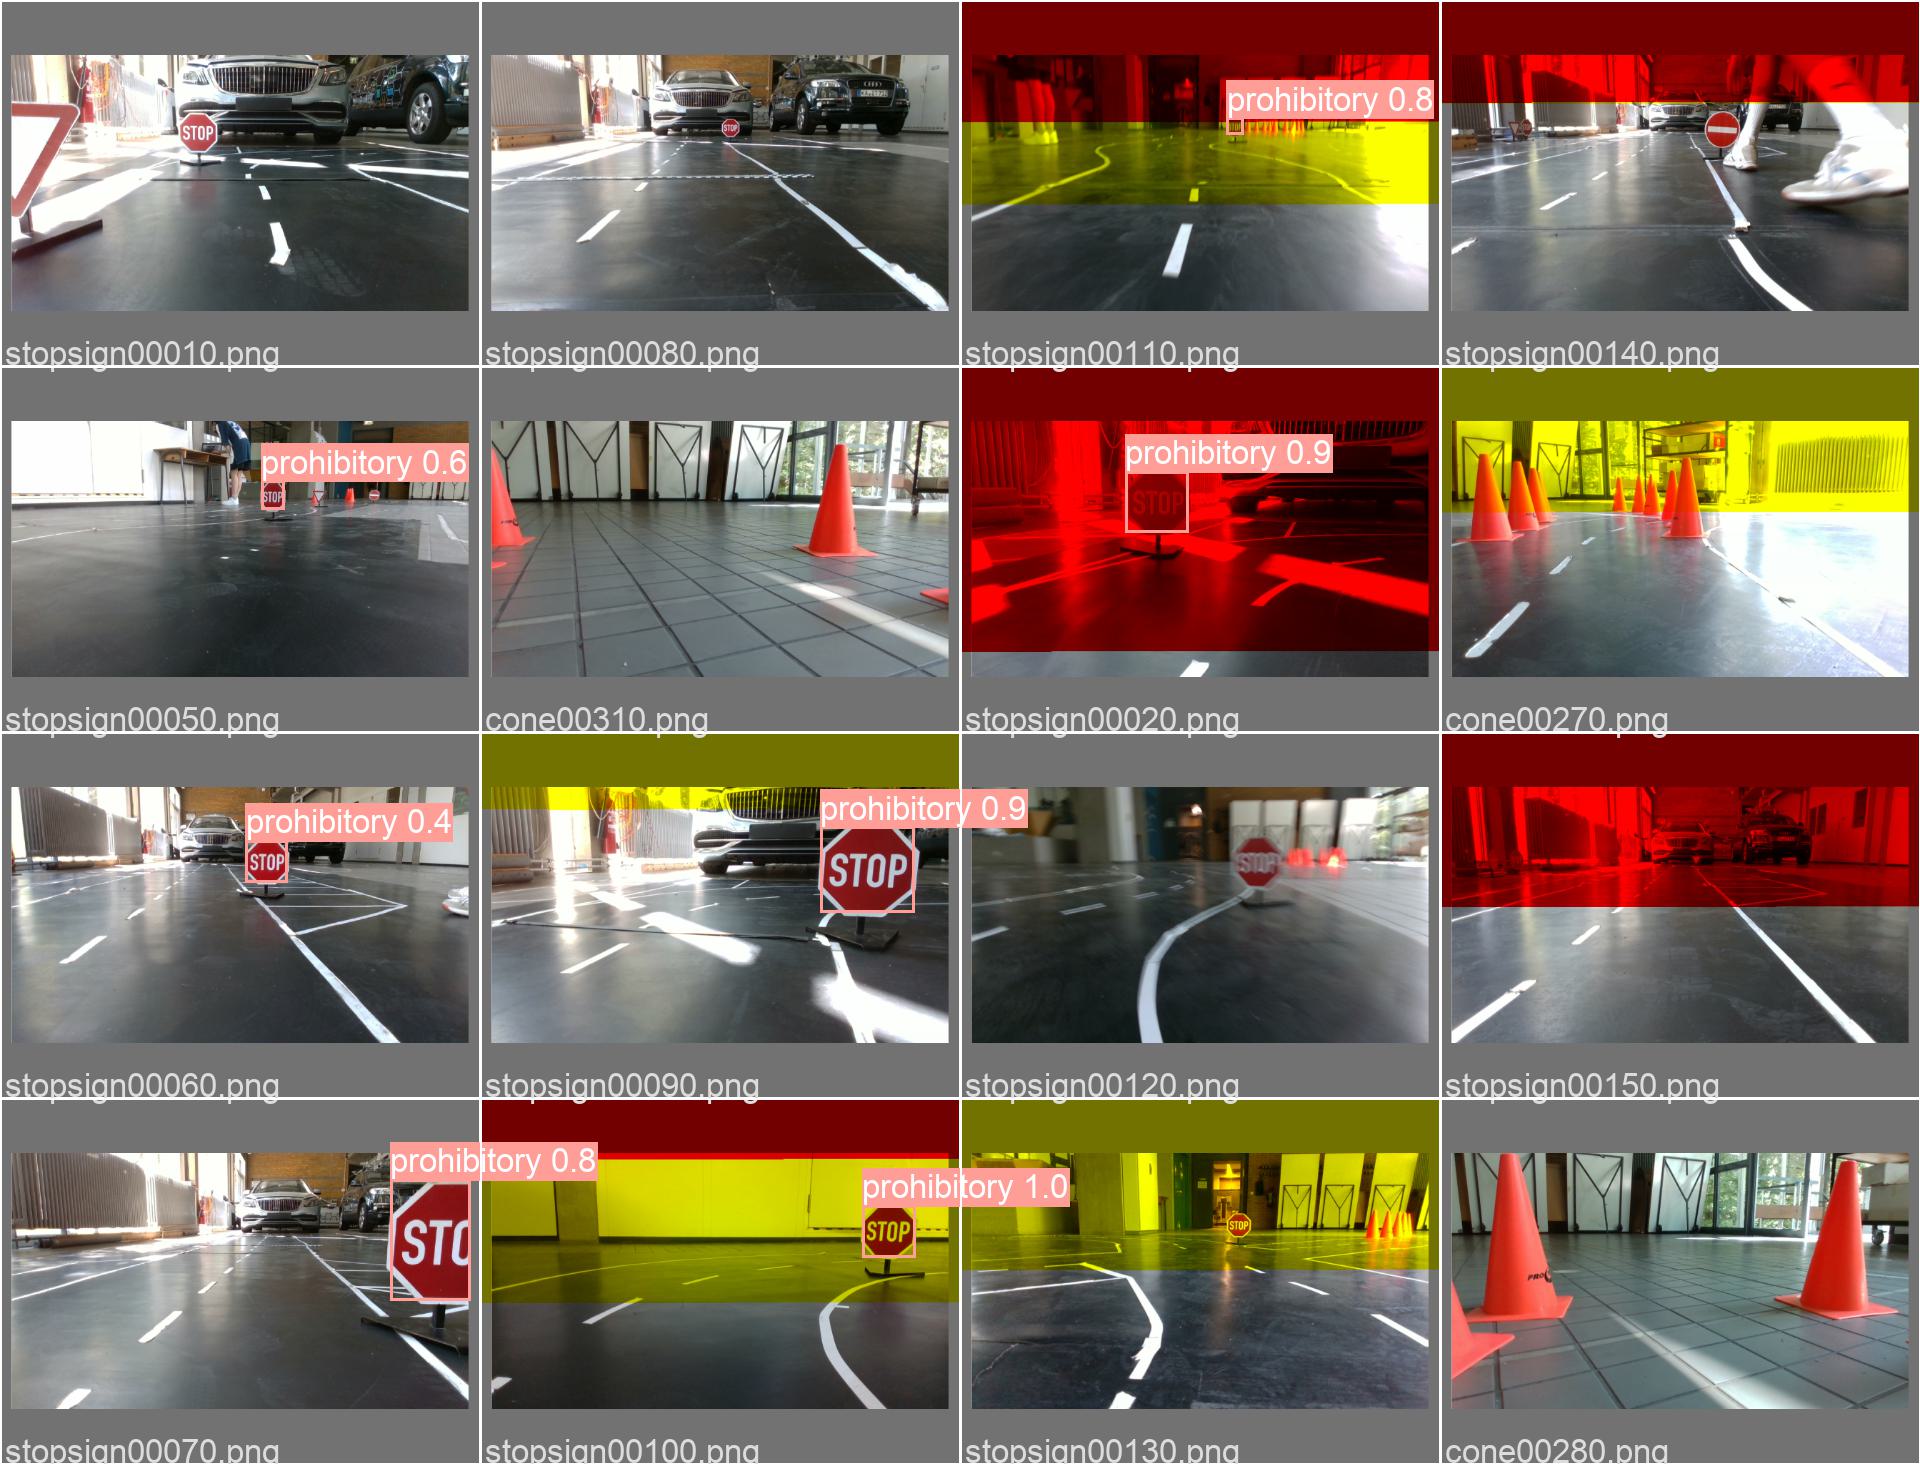 STOP
STOP
prohibitory 0.8
stopsign00010.png
stopsign00080.png
stopsign00110.png
stopsign00140.png
prohibitory 0.6
STOP
prohibitory 0.9
STOP
stopsign00050.png
cone00310.png
stopsign00020.png
cone00270.png
prohibitory 0.4
STOP
prohibitory 0.9
STOP
STOP
stopsign00060.png
stopsign00090.png
stopsign00120.png
stopsign00150.png
prohibitory 0.8
STO
prohibitory 1.0
STOP
STOP
stopsign00070.png
stopsign00100.png
stopsign00130.png
cone00280.png